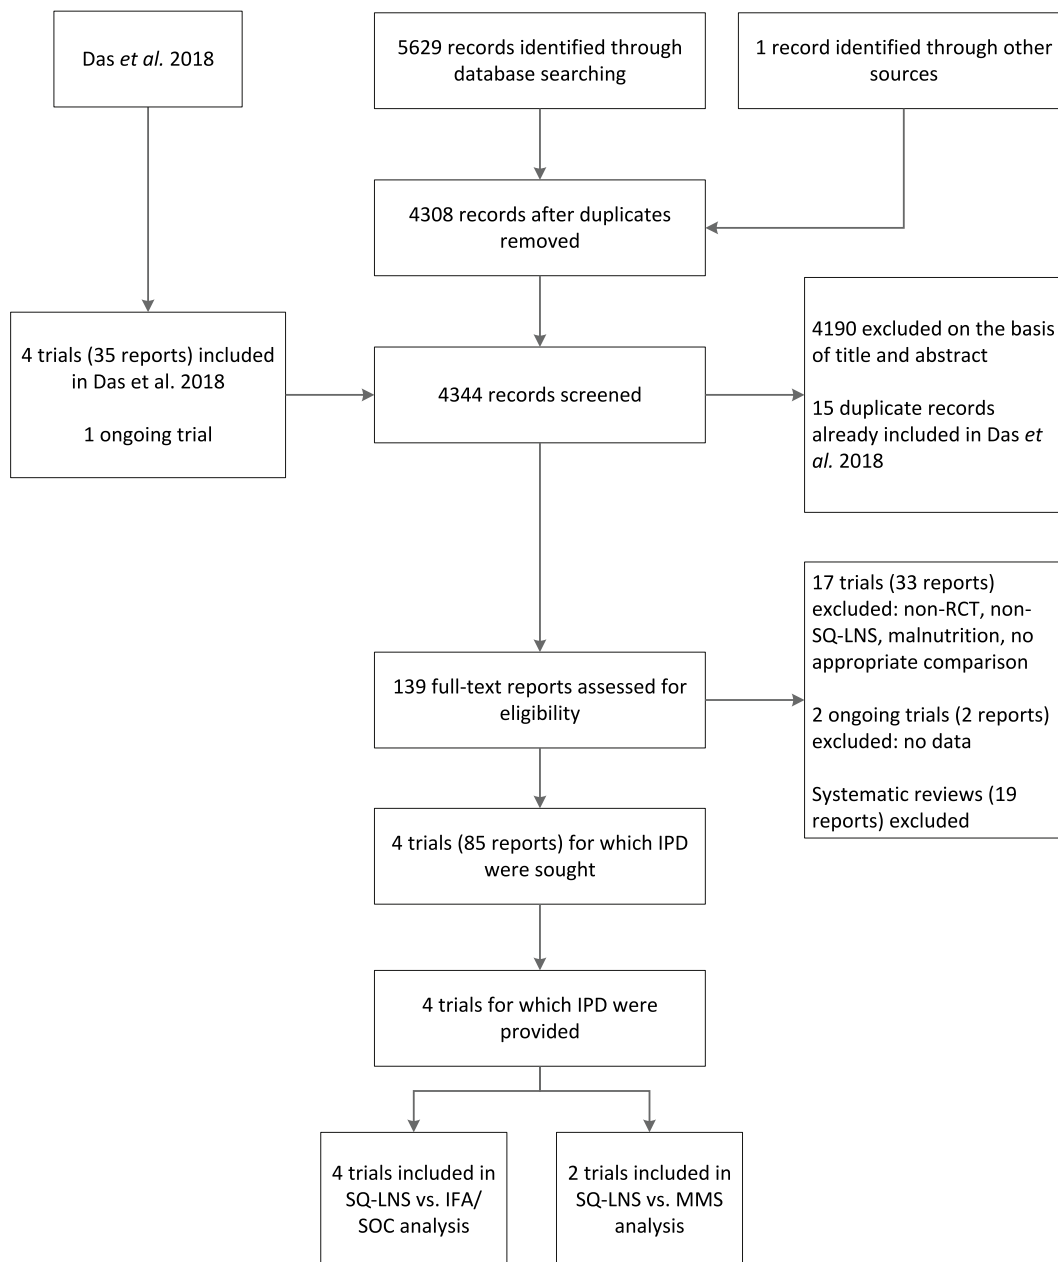 Das et al. 2018
5629 records identified through
database searching
1 record identified through other
sources
4308 records after duplicates
removed
4 trials (35 reports) included
in Das et al. 2018
1 ongoing trial
4344 records screened
4190 excluded on the basis
of title and abstract
15 duplicate records
already included in Das et
al. 2018
139 full-text reports assessed for
eligibility
17 trials (33 reports)
excluded: non-RCT, non-
SQ-LNS, malnutrition, no
appropriate comparison
2 ongoing trials (2 reports)
excluded: no data
Systematic reviews (19
reports) excluded
4 trials (85 reports) for which IPD
were sought
4 trials for which IPD were
provided
4 trials included in
SQ-LNS vs. IFA/
SOC analysis
2 trials included in
SQ-LNS vs. MMS
analysis